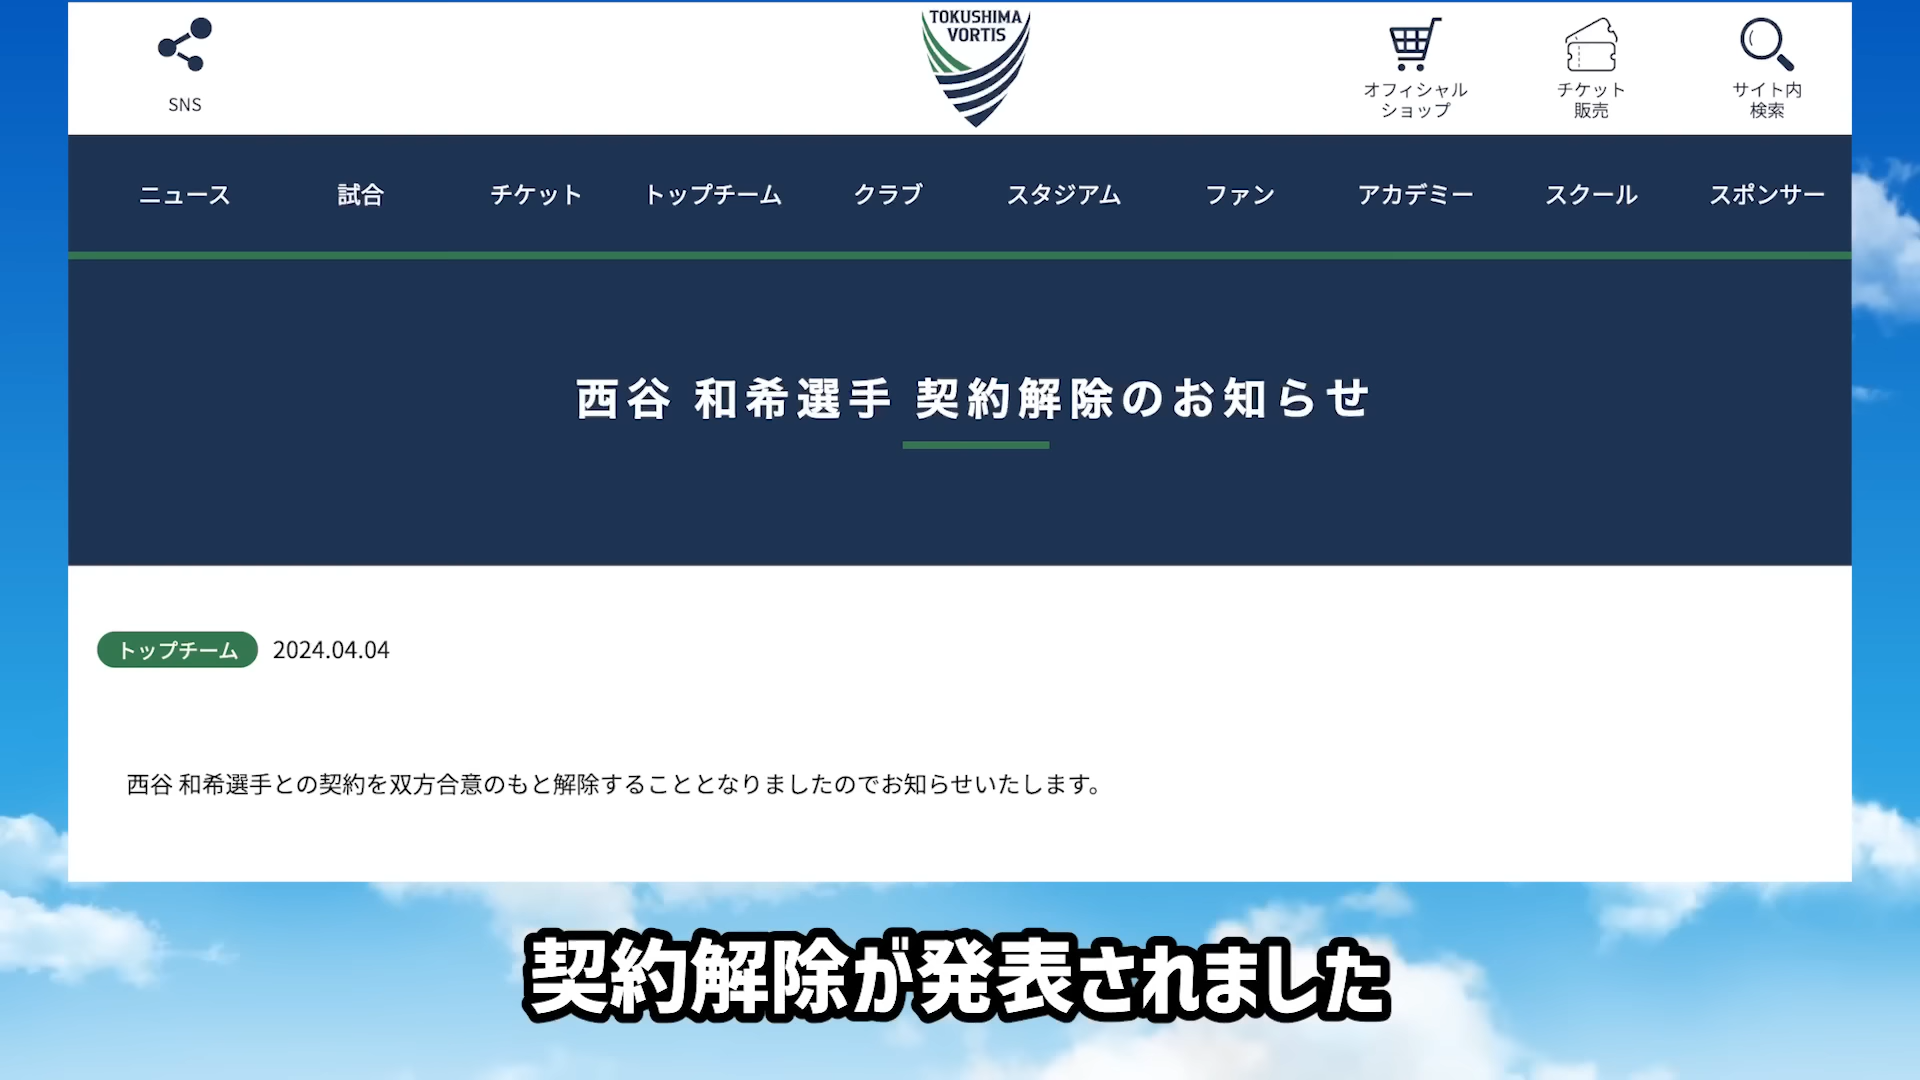 SNS
TOKUSHIMA
VORTIS
オフィシャル
ショップ
チケット
販売
サイト内
検索
ニュース
試合
チケット
トップチーム
クラブ
スタジアム
ファン
アカデミー
スクール
スポンサー
西谷 和希選手 契約解除のお知らせ
トップチーム 2024.04.04
西谷 和希選手との契約を双方合意のもと解除することとなりましたのでお知らせいたします。
契約解除が発表されました